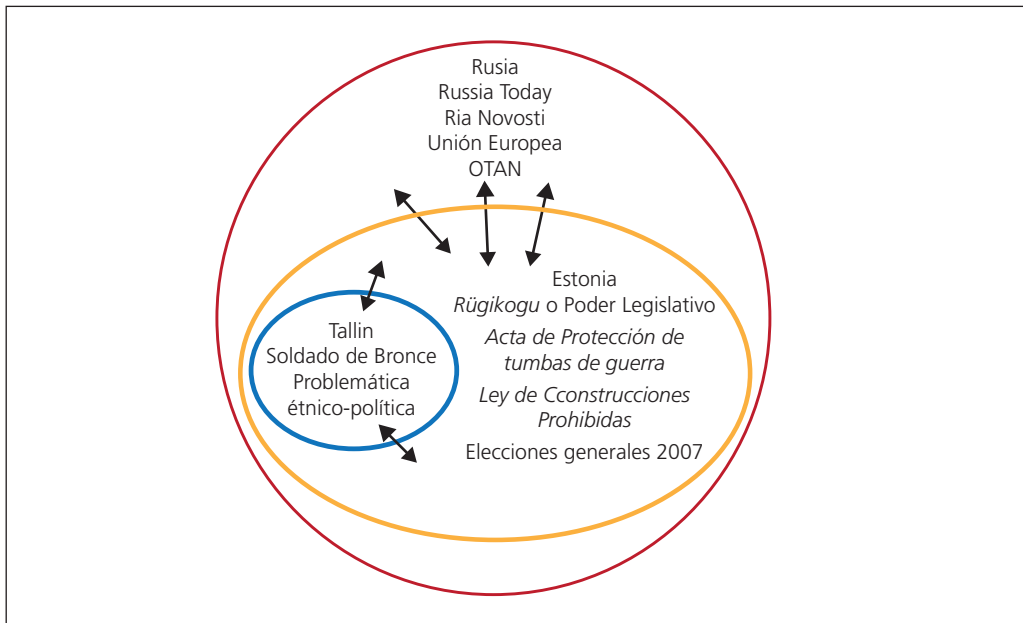 Rusia
Russia Today
Ria Novosti
Unión Europea
OTAN
Estonia
Rügikogu o Poder Legislativo
Acta de Protección de
tumbas de guerra
Ley de Cconstrucciones
Prohibidas
Elecciones generales 2007
Tallin
Soldado de Bronce
Problemática
étnico-política